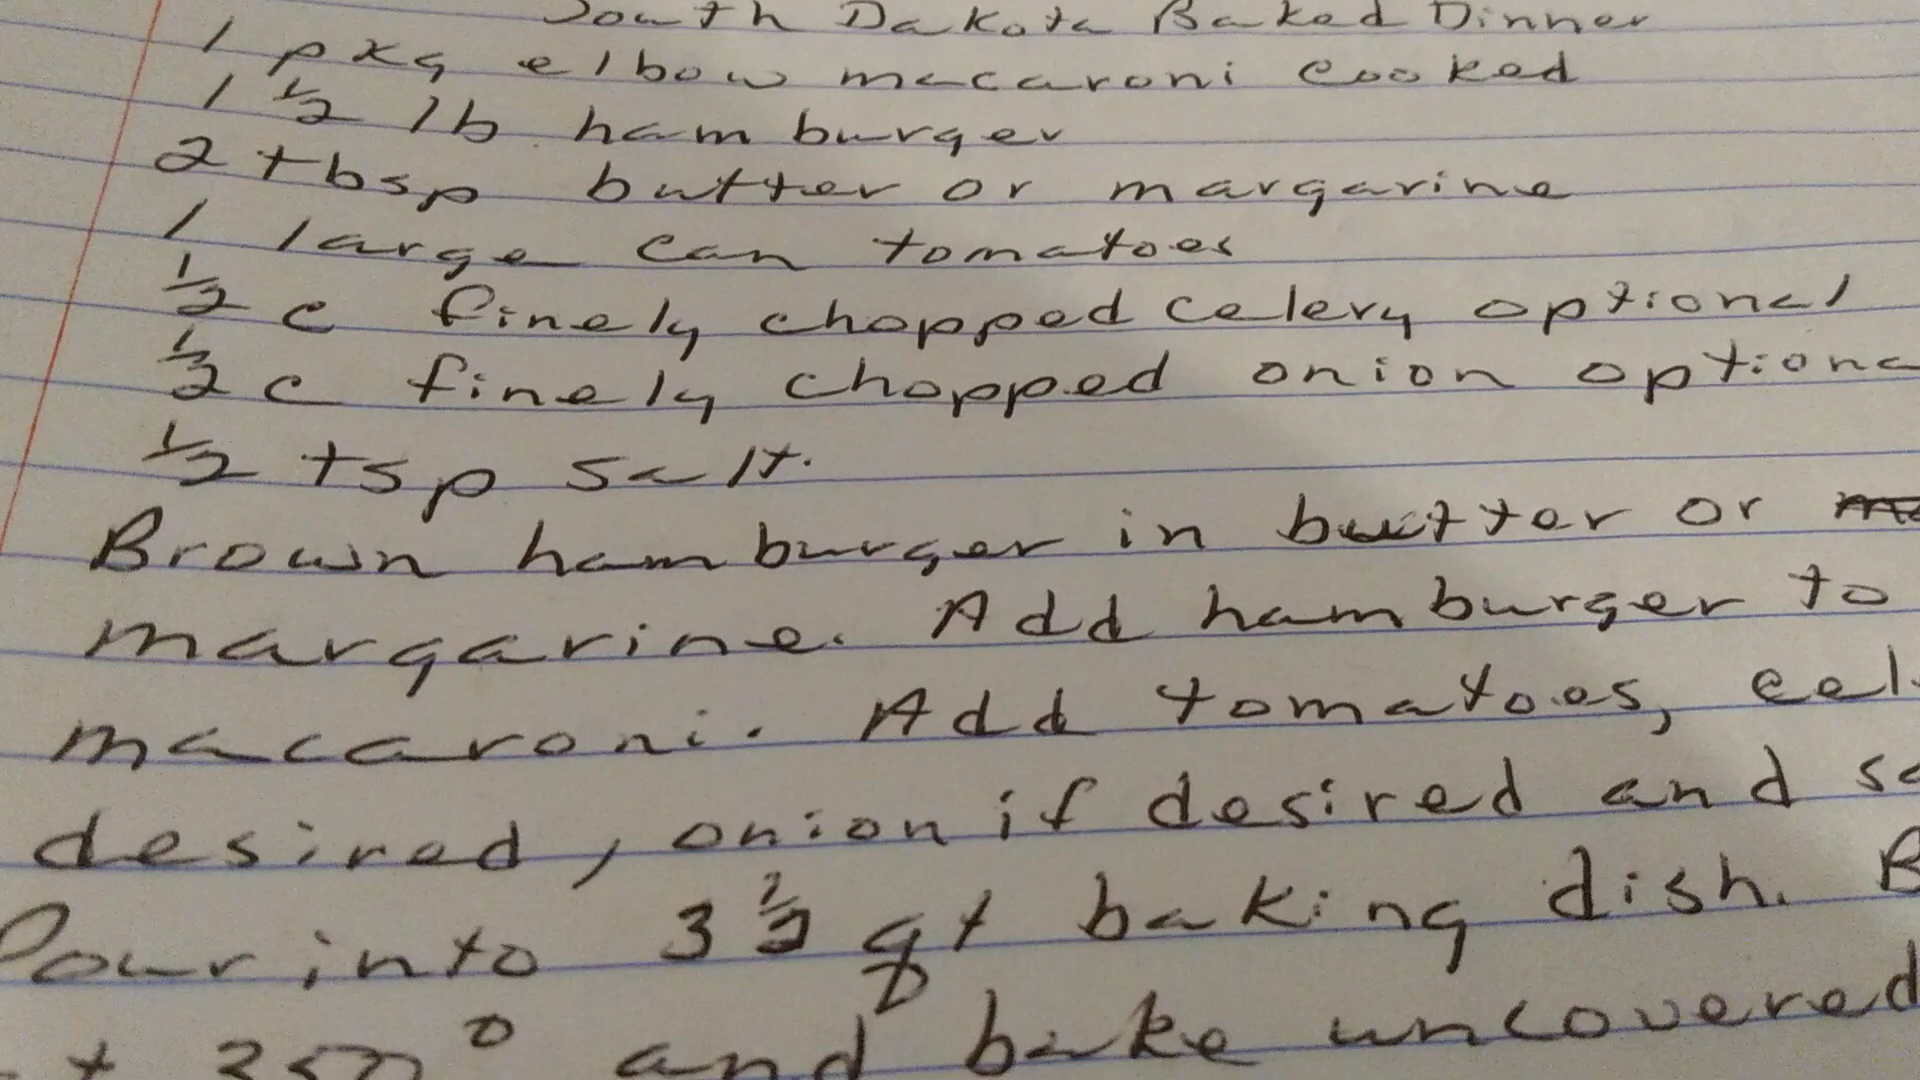 South Dakota Baked Dinner
1 pkg elbow macaroni cooked
1 1/2 lb hamburger
2 tbsp butter or margarine
1 large can tomatoes
1/2 c finely chopped celery optional
1/2 c finely chopped onion optiona
1/2 tsp salt.
Brown hamburger in butter or
margarine. Add hamburger to
macaroni. Add tomatoes, cel
desired, onion if desired and sa
Pour into 3 1/2 qt baking dish. B
350° and bake uncovered